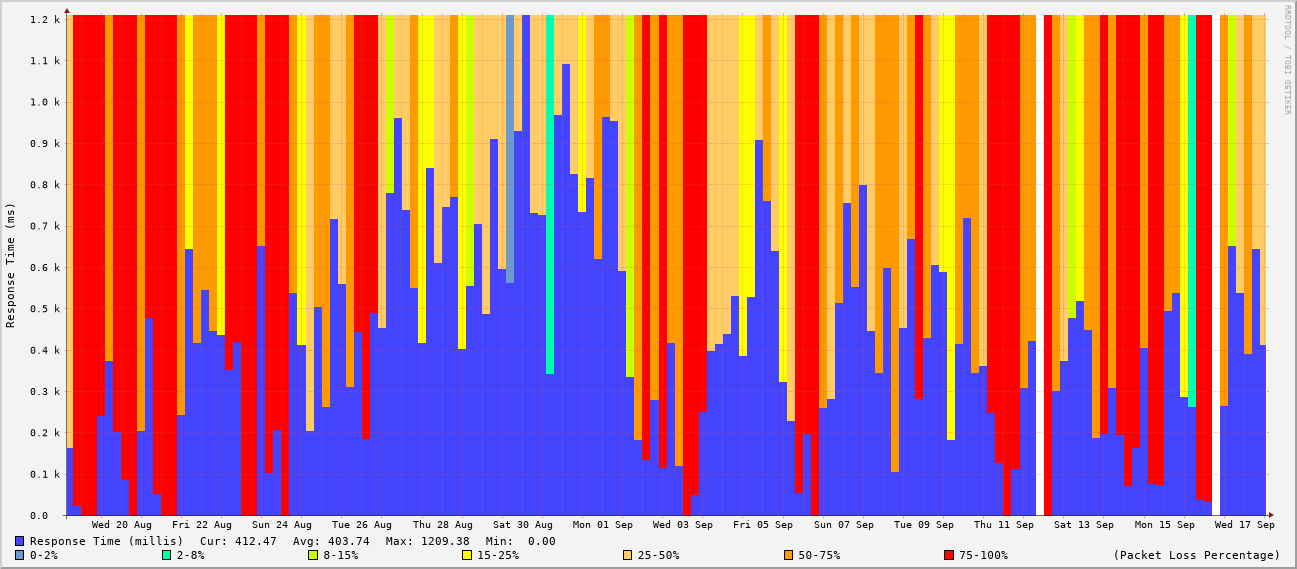 1.2 k
1.1 k
1.0 k
0.9 k
0.8 k
0.7 k
0.6 k
0.5 k
0.4 k
0.3 k
0.2 k
0.1 k
0.0
Response Time (ms)
RRDTOOL / TOBI OETIKER
Wed 20 Aug Fri 22 Aug Sun 24 Aug Tue 26 Aug Thu 28 Aug Sat 30 Aug Mon 01 Sep Wed 03 Sep Fri 05 Sep Sun 07 Sep Tue 09 Sep Thu 11 Sep Sat 13 Sep Mon 15 Sep Wed 17 Sep
Response Time (millis) Cur: 412.47 Avg: 403.74 Max: 1209.38 Min: 0.00
0-2% 2-8% 8-15% 15-25% 25-50% 50-75% 75-100% (Packet Loss Percentage)